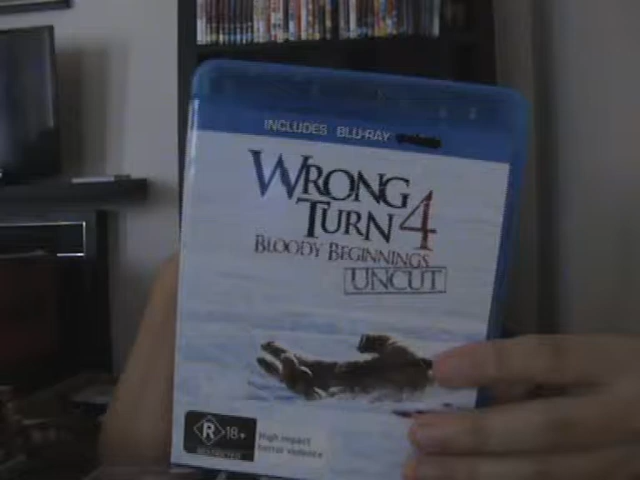 INCLUDES BLU-RAY
WRONG
TURN 4
BLOODY BEGINNINGS
UNCUT
R 18+
High impact
horror violence